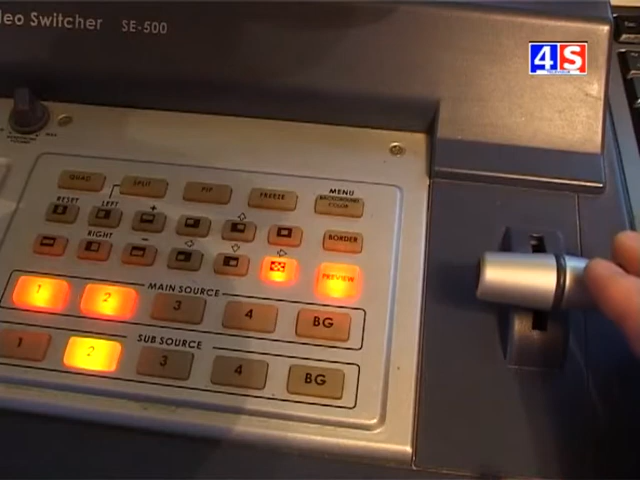 deo Switcher SE-500
4S
QUAD SPLIT PIP FREEZE MENU
BACKGROUND
COLOR
RESET LEFT +
BORDER
RIGHT −
PREVIEW
MAIN SOURCE
1 2 3 4 BG
SUB SOURCE
1 2 3 4 BG